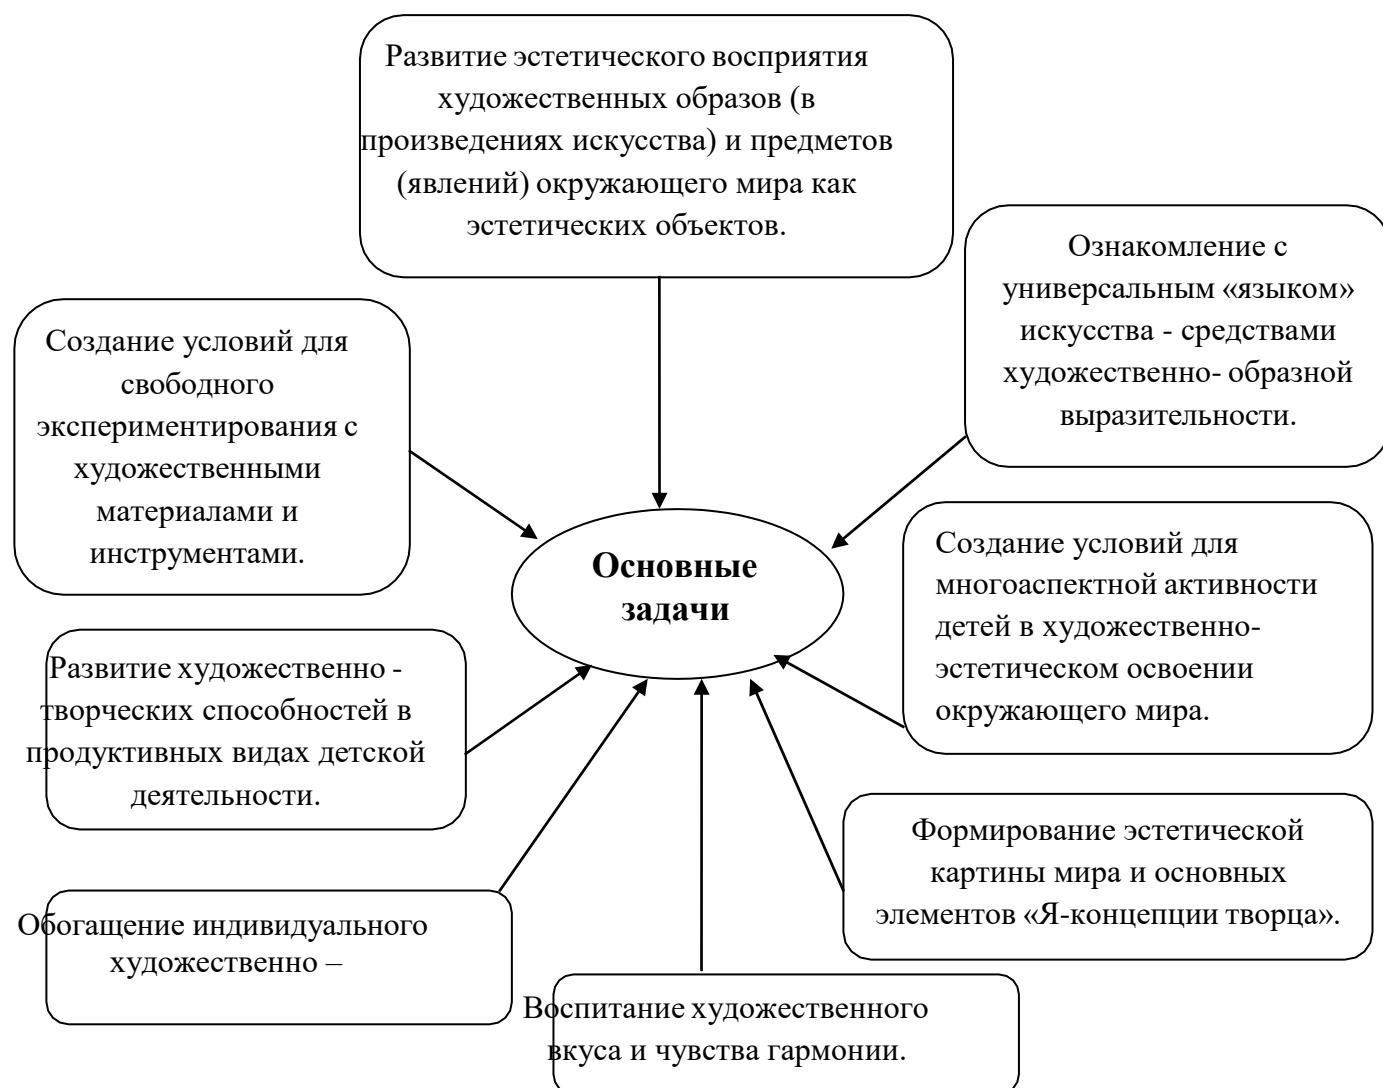 Развитие эстетического восприятия
художественных образов (в
произведениях искусства) и предметов
(явлений) окружающего мира как
эстетических объектов.
Ознакомление с
универсальным «языком»
искусства - средствами
художественно- образной
выразительности.
Создание условий для
свободного
экспериментирования с
художественными
материалами и
инструментами.
Основные
задачи
Создание условий для
многоаспектной активности
детей в художественно-
эстетическом освоении
окружающего мира.
Развитие художественно -
творческих способностей в
продуктивных видах детской
деятельности.
Формирование эстетической
картины мира и основных
элементов «Я-концепции творца».
Обогащение индивидуального
художественно –
Воспитание художественного
вкуса и чувства гармонии.